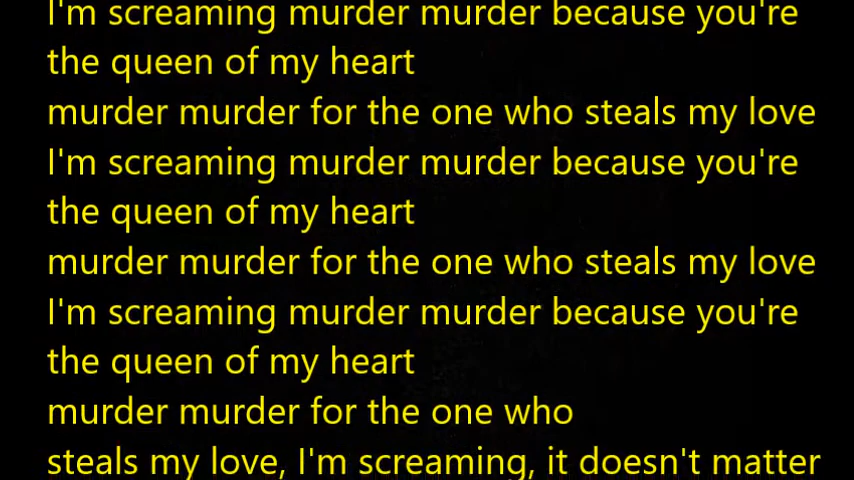 I'm screaming murder murder because you're
the queen of my heart
murder murder for the one who steals my love
I'm screaming murder murder because you're
the queen of my heart
murder murder for the one who steals my love
I'm screaming murder murder because you're
the queen of my heart
murder murder for the one who
steals my love, I'm screaming, it doesn't matter